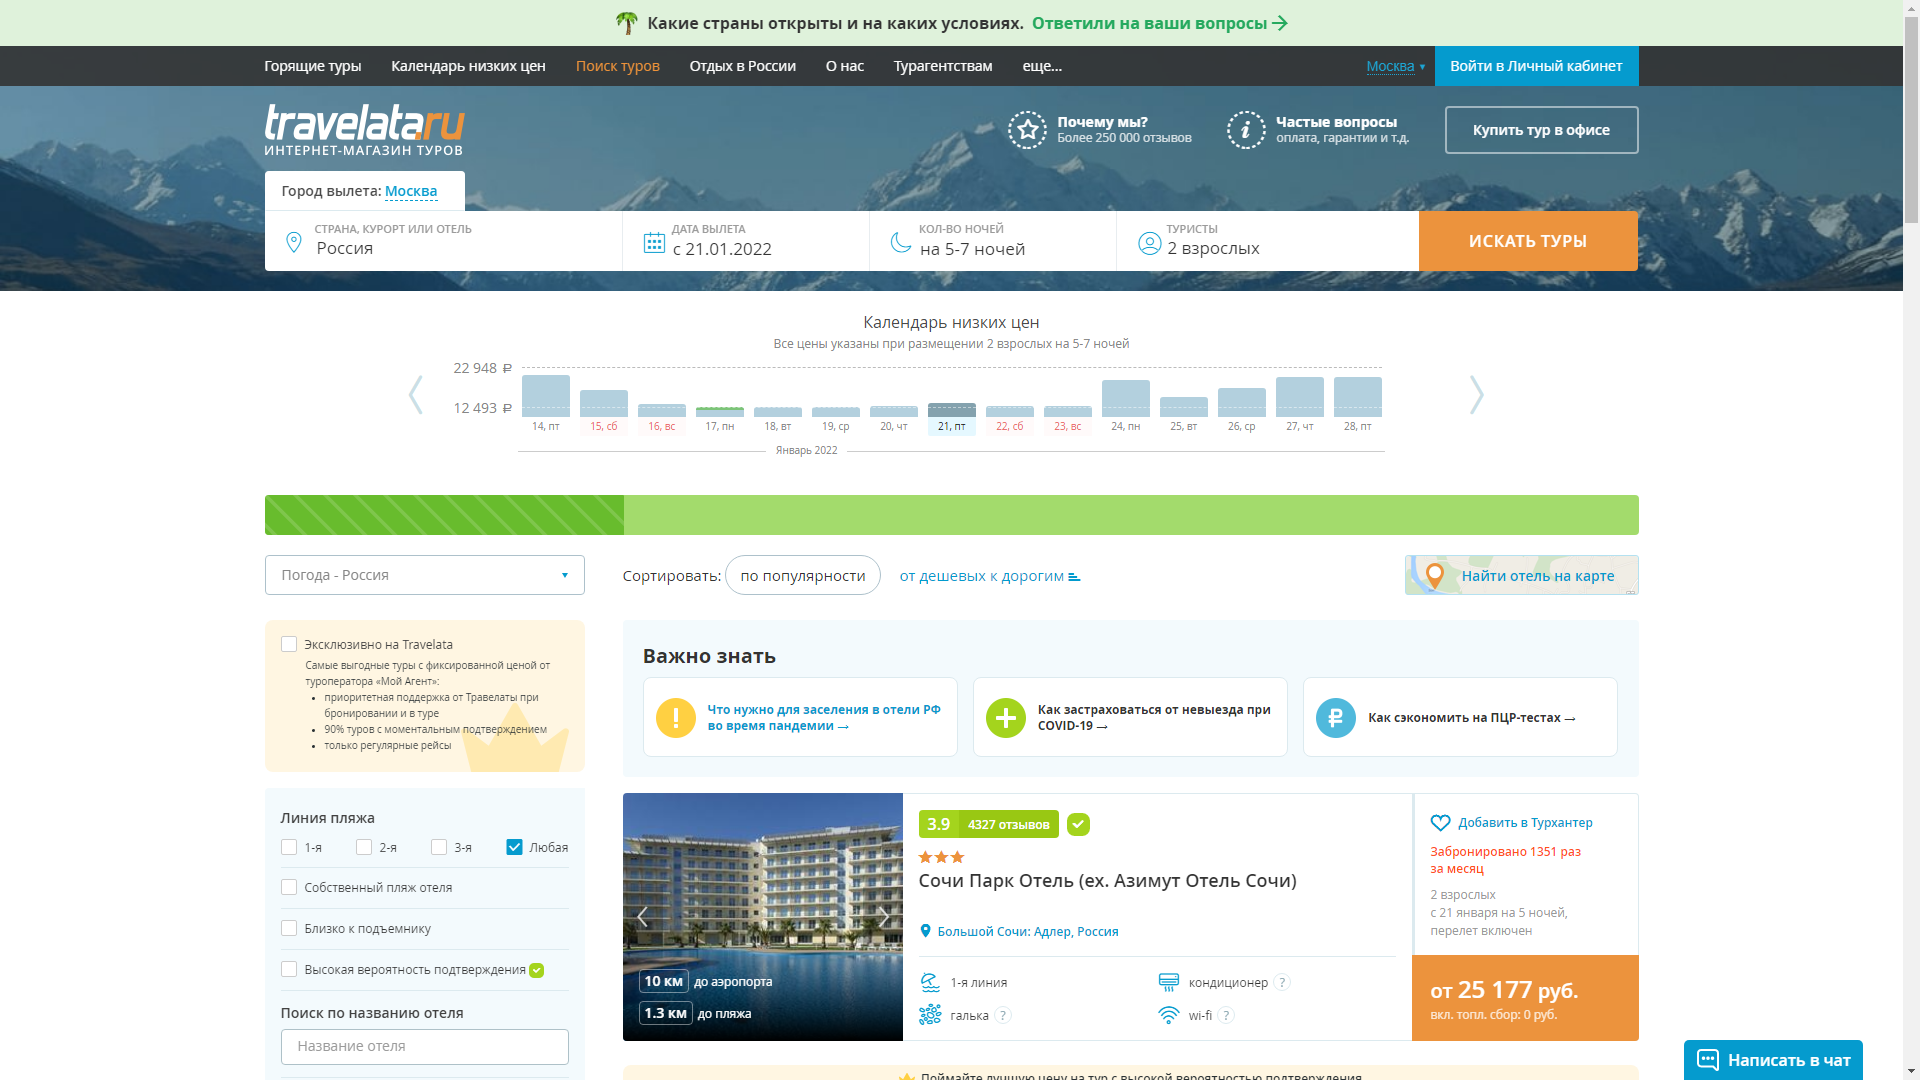 Какие страны открыты и на каких условиях. Ответили на ваши вопросы
Горящие туры Календарь низких цен Поиск туров Отдых в России О нас Турагентствам еще... Москва Войти в Личный кабинет
travelata.ru
ИНТЕРНЕТ-МАГАЗИН ТУРОВ
Почему мы?
Более 250 000 отзывов
Частые вопросы
оплата, гарантии и т.д.
Купить тур в офисе
Город вылета: Москва
СТРАНА, КУРОРТ ИЛИ ОТЕЛЬ
Россия
ДАТА ВЫЛЕТА
с 21.01.2022
КОЛ-ВО НОЧЕЙ
на 5-7 ночей
ТУРИСТЫ
2 взрослых
ИСКАТЬ ТУРЫ
Календарь низких цен
Все цены указаны при размещении 2 взрослых на 5-7 ночей
22 948 ₽
12 493 ₽
14, пт 15, сб 16, вс 17, пн 18, вт 19, ср 20, чт 21, пт 22, сб 23, вс 24, пн 25, вт 26, ср 27, чт 28, пт
Январь 2022
Погода - Россия
Сортировать: по популярности от дешевых к дорогим
Найти отель на карте
Эксклюзивно на Travelata
Самые выгодные туры с фиксированной ценой от
туроператора «Мой Агент»:
• приоритетная поддержка от Травелаты при
бронировании и в туре
• 90% туров с моментальным подтверждением
• только регулярные рейсы
Линия пляжа
1-я 2-я 3-я Любая
Собственный пляж отеля
Близко к подъемнику
Высокая вероятность подтверждения
Поиск по названию отеля
Название отеля
Важно знать
Что нужно для заселения в отели РФ
во время пандемии →
Как застраховаться от невыезда при
COVID-19 →
Как сэкономить на ПЦР-тестах →
10 км до аэропорта
1.3 км до пляжа
3.9 4327 отзывов
Сочи Парк Отель (ех. Азимут Отель Сочи)
Большой Сочи: Адлер, Россия
1-я линия
кондиционер ?
галька ?
wi-fi ?
Добавить в Турхантер
Забронировано 1351 раз
за месяц
2 взрослых
с 21 января на 5 ночей,
перелет включен
от 25 177 руб.
вкл. топл. сбор: 0 руб.
Поймайте лучшую цену на тур с высокой вероятностью подтверждения
Написать в чат